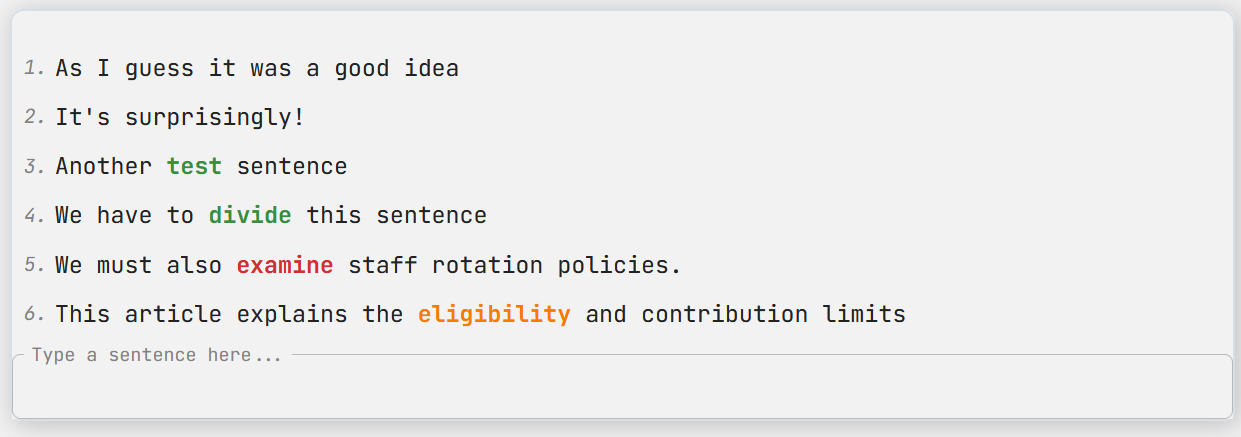 1. As I guess it was a good idea
2. It's surprisingly!
3. Another test sentence
4. We have to divide this sentence
5. We must also examine staff rotation policies.
6. This article explains the eligibility and contribution limits
Type a sentence here...